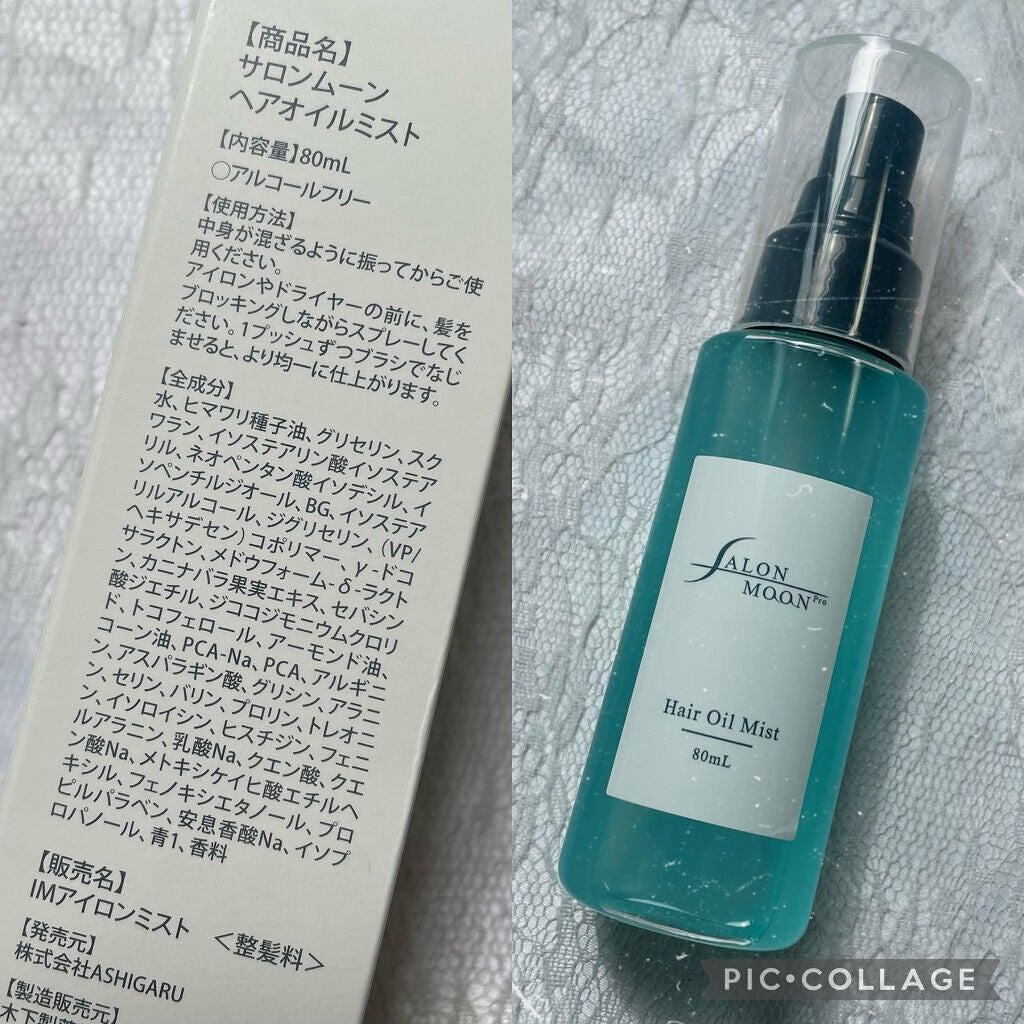 【商品名】
サロンムーン
ヘアオイルミスト
【内容量】80mL
○アルコールフリー
【使用方法】
中身が混ざるように振ってからご使
用ください。
アイロンやドライヤーの前に、髪を
ブロッキングしながらスプレーしてく
ださい。1プッシュずつブラシでなじ
ませると、より均一に仕上がります。
【全成分】
水、ヒマワリ種子油、グリセリン、スク
ワラン、イソステアリン酸イソステア
リル、ネオペンタン酸イソデシル、イ
ソペンチルジオール、BG、イソステア
リルアルコール、ジグリセリン、(VP/
ヘキサデセン)コポリマー、γ-ドコ
サラクトン、メドウフォーム-δ-ラクト
ン、カニナバラ果実エキス、セバシン
酸ジエチル、ジココジモニウムクロリ
ド、トコフェロール、アーモンド油、
コーン油、PCA-Na、PCA、アルギニ
ン、アスパラギン酸、グリシン、アラニ
ン、セリン、バリン、プロリン、トレオニ
ン、イソロイシン、ヒスチジン、フェニ
ルアラニン、乳酸Na、クエン酸、クエ
ン酸Na、メトキシケイヒ酸エチルヘ
キシル、フェノキシエタノール、プロ
ピルパラベン、安息香酸Na、イソプ
ロパノール、青1、香料
【販売名】
IMアイロンミスト <整髪料>
【発売元】
株式会社ASHIGARU
【製造販売元】
木下製薬
SALON
MOON Pro
Hair Oil Mist
80mL
PIC•COLLAGE